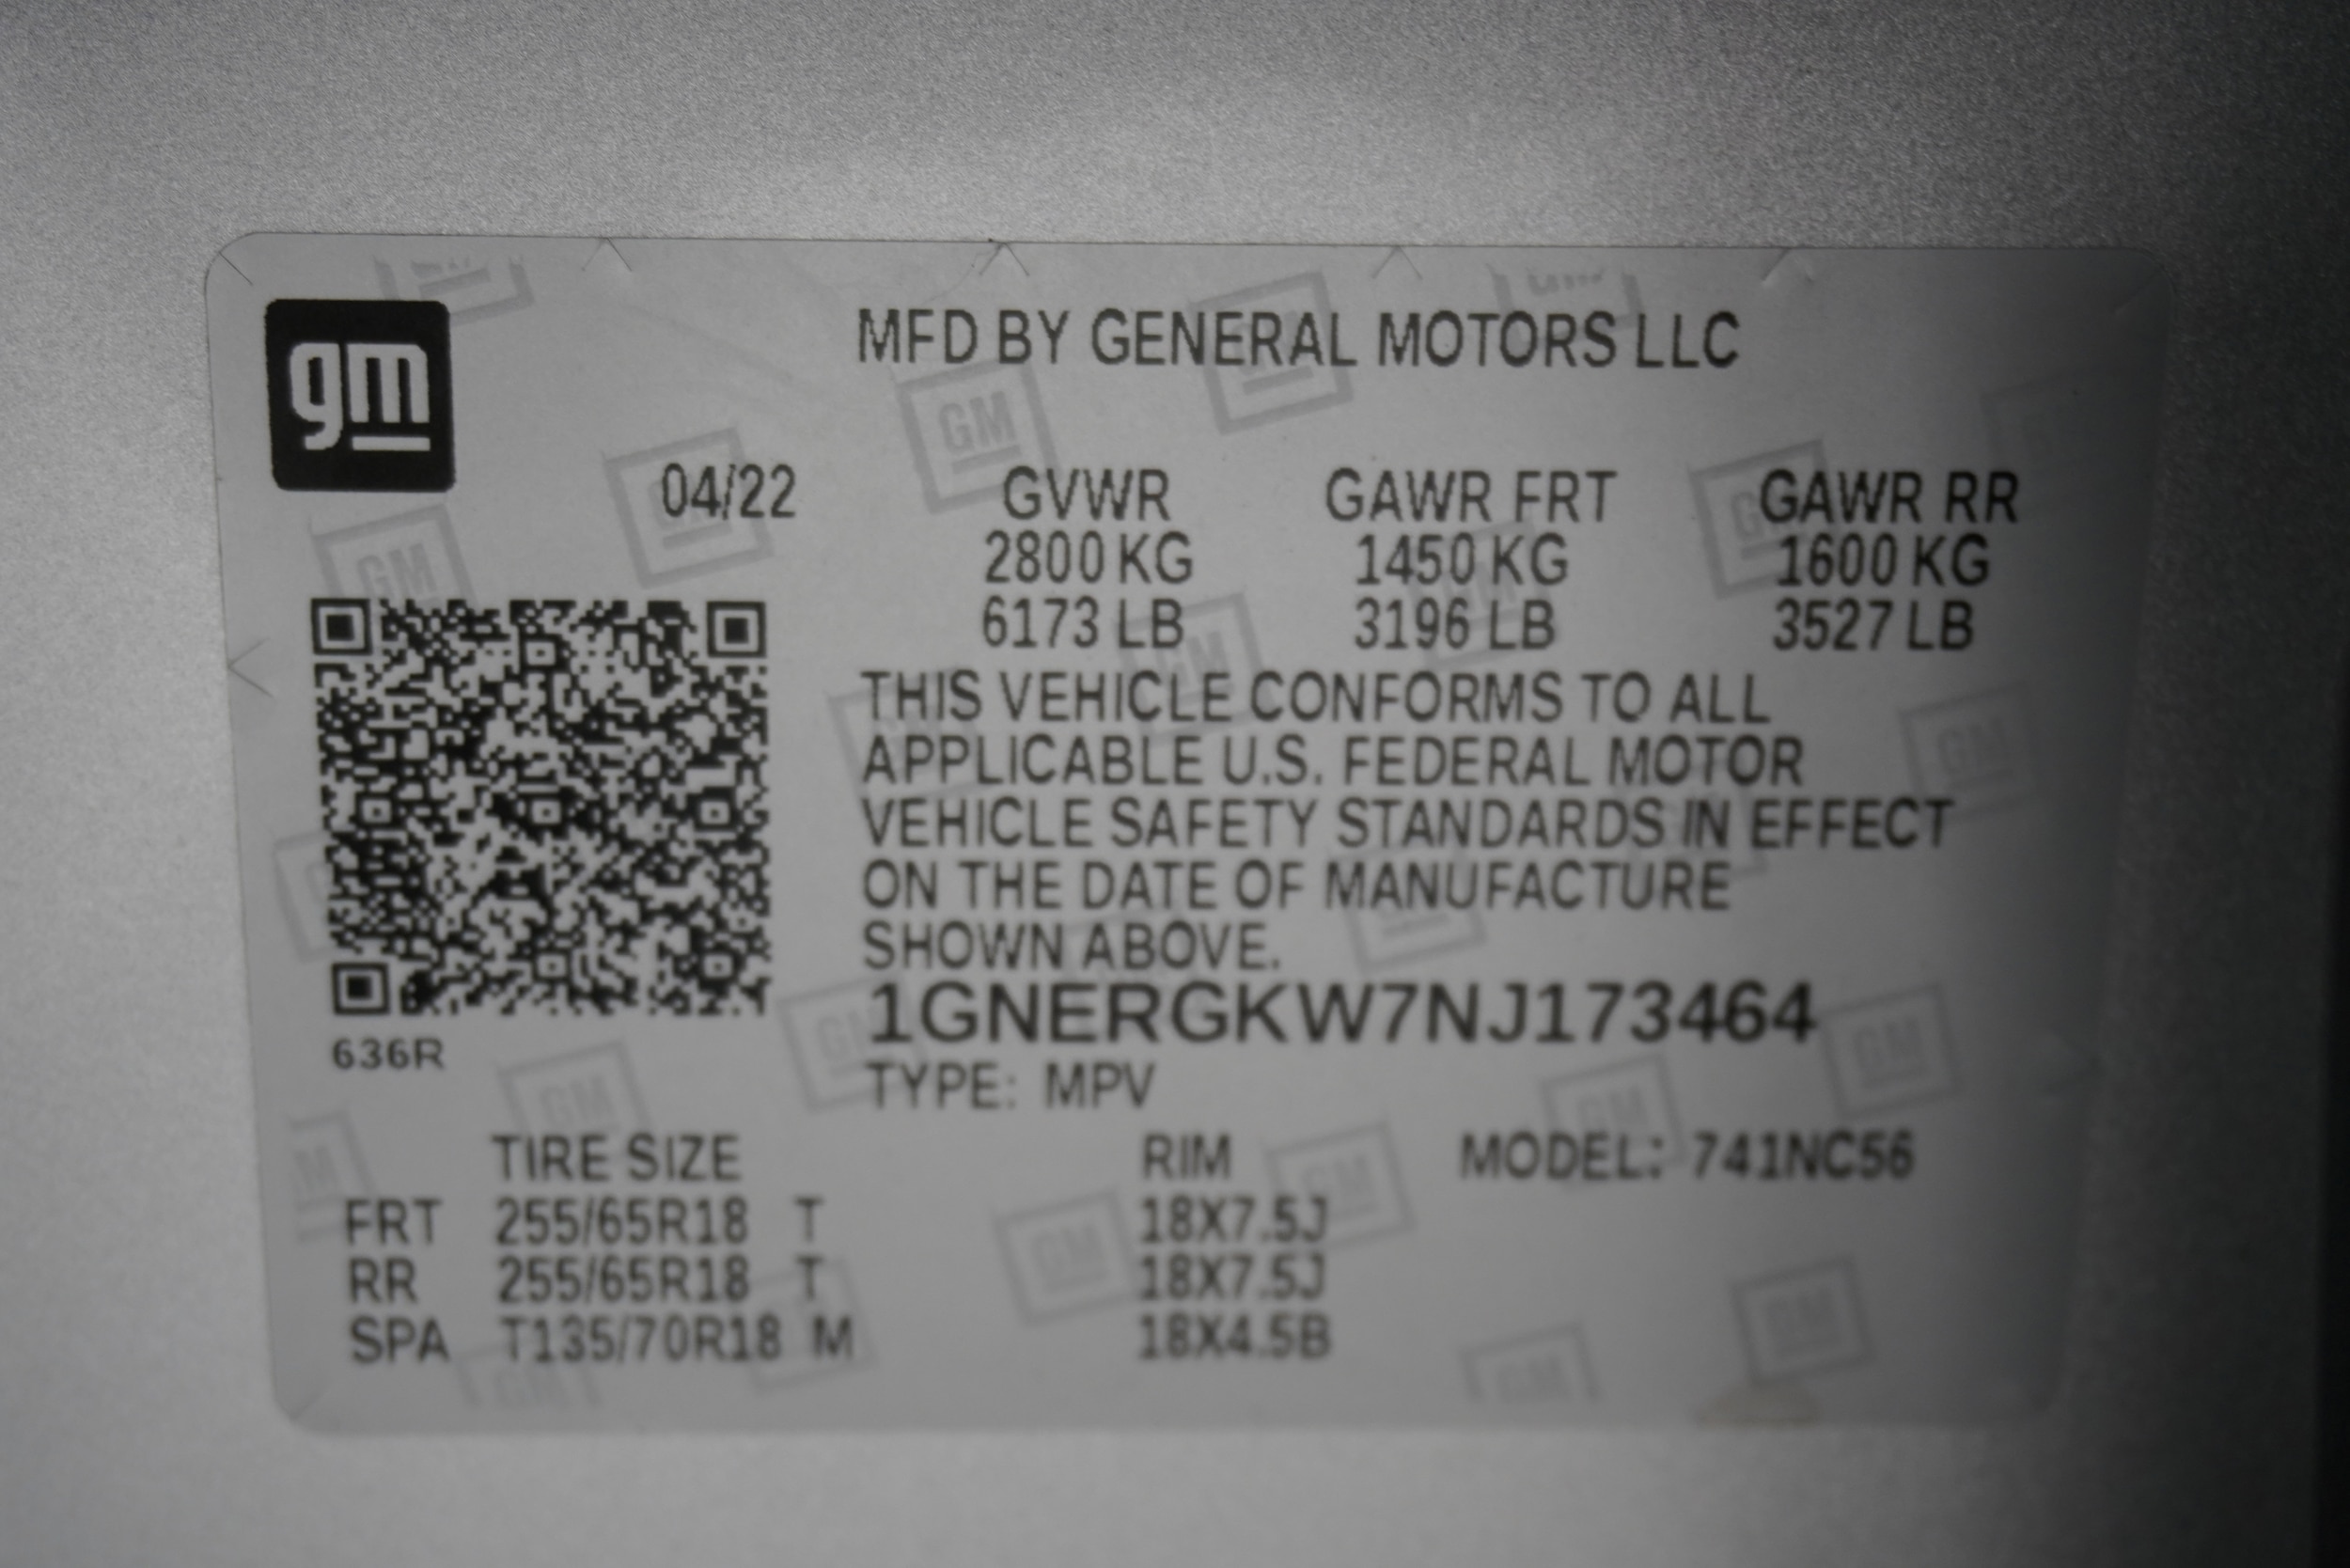 gm
MFD BY GENERAL MOTORS LLC
04/22 GVWR GAWR FRT GAWR RR
2800 KG 1450 KG 1600 KG
6173 LB 3196 LB 3527 LB
THIS VEHICLE CONFORMS TO ALL
APPLICABLE U.S. FEDERAL MOTOR
VEHICLE SAFETY STANDARDS IN EFFECT
ON THE DATE OF MANUFACTURE
SHOWN ABOVE.
1GNERGKW7NJ173464
636R
TYPE: MPV
TIRE SIZE RIM MODEL: 741NC56
FRT 255/65R18 T 18X7.5J
RR 255/65R18 T 18X7.5J
SPA T135/70R18 M 18X4.5B